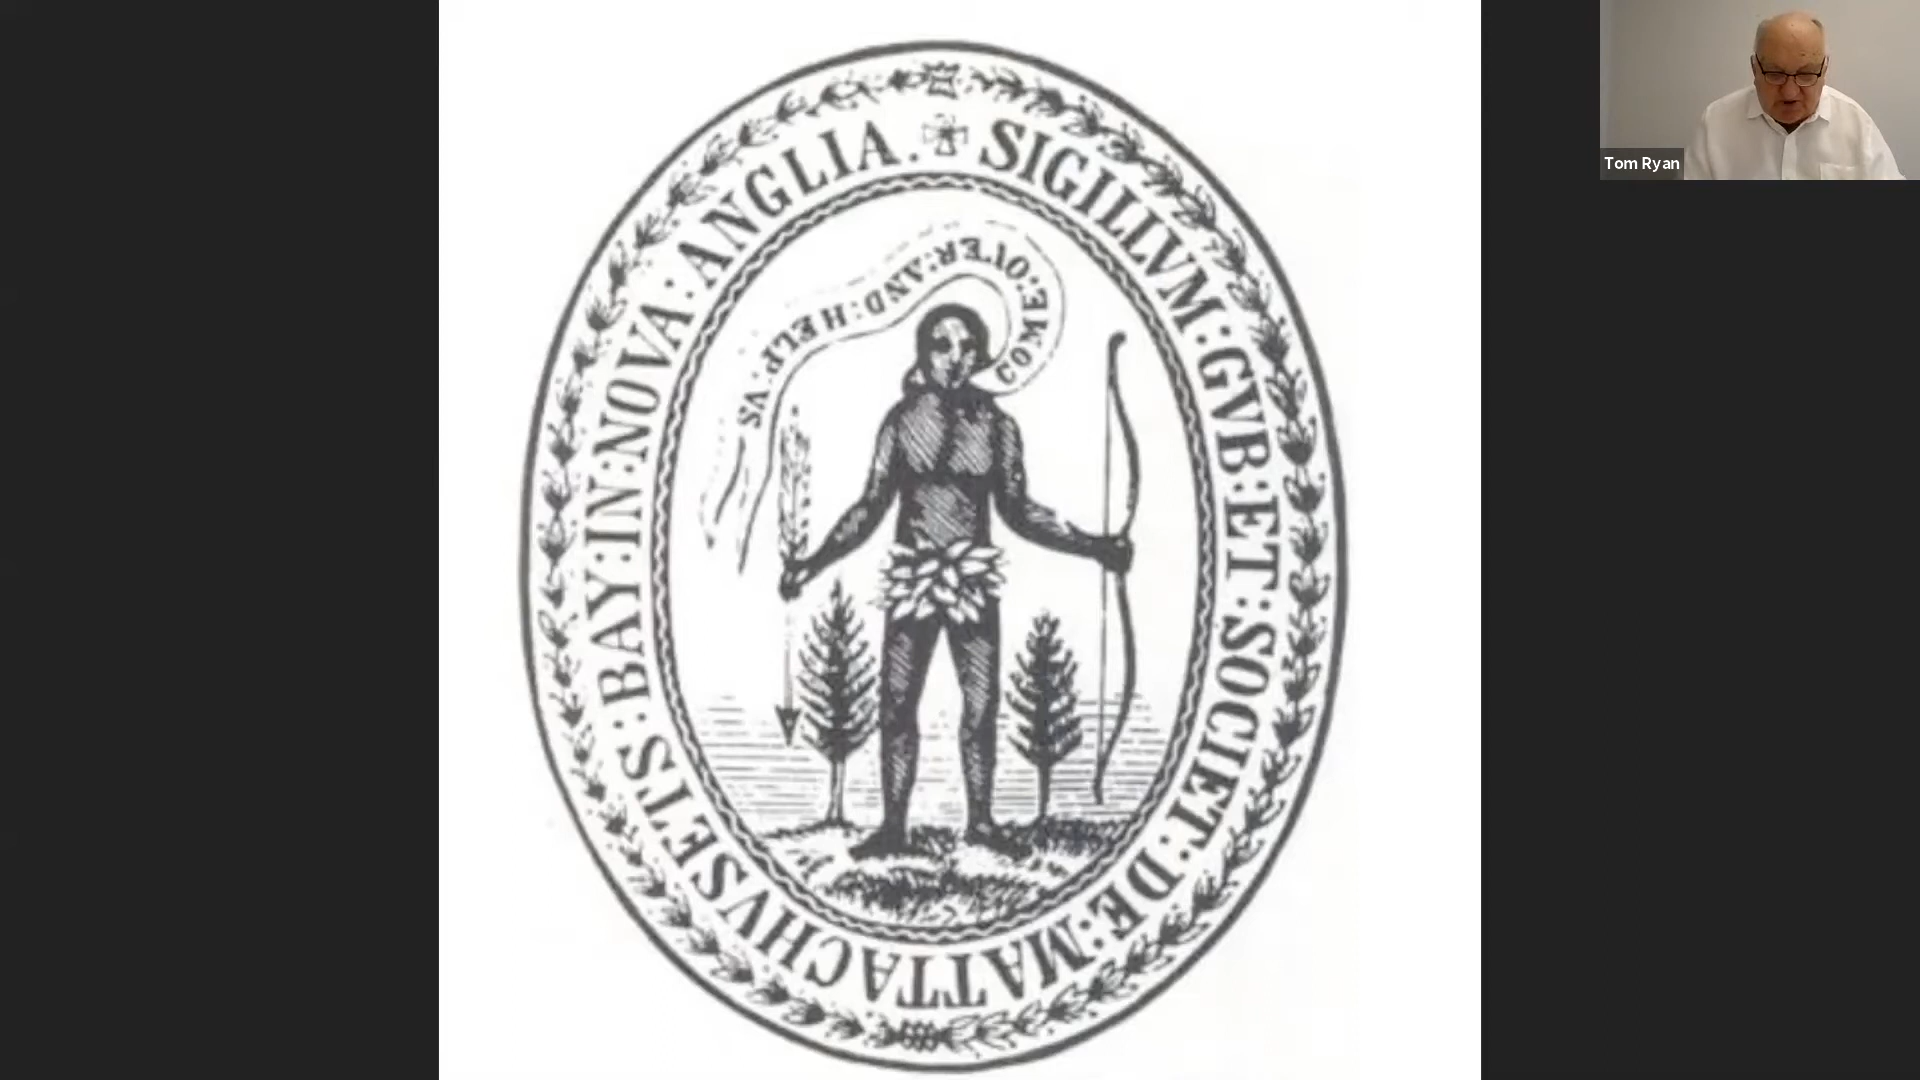 SIGILLVM : GVB : ET : SOCIET : DE : MATTACHVSETS : BAY : IN : NOVA : ANGLIA .
COME : OVER : AND : HELP : VS
Tom Ryan